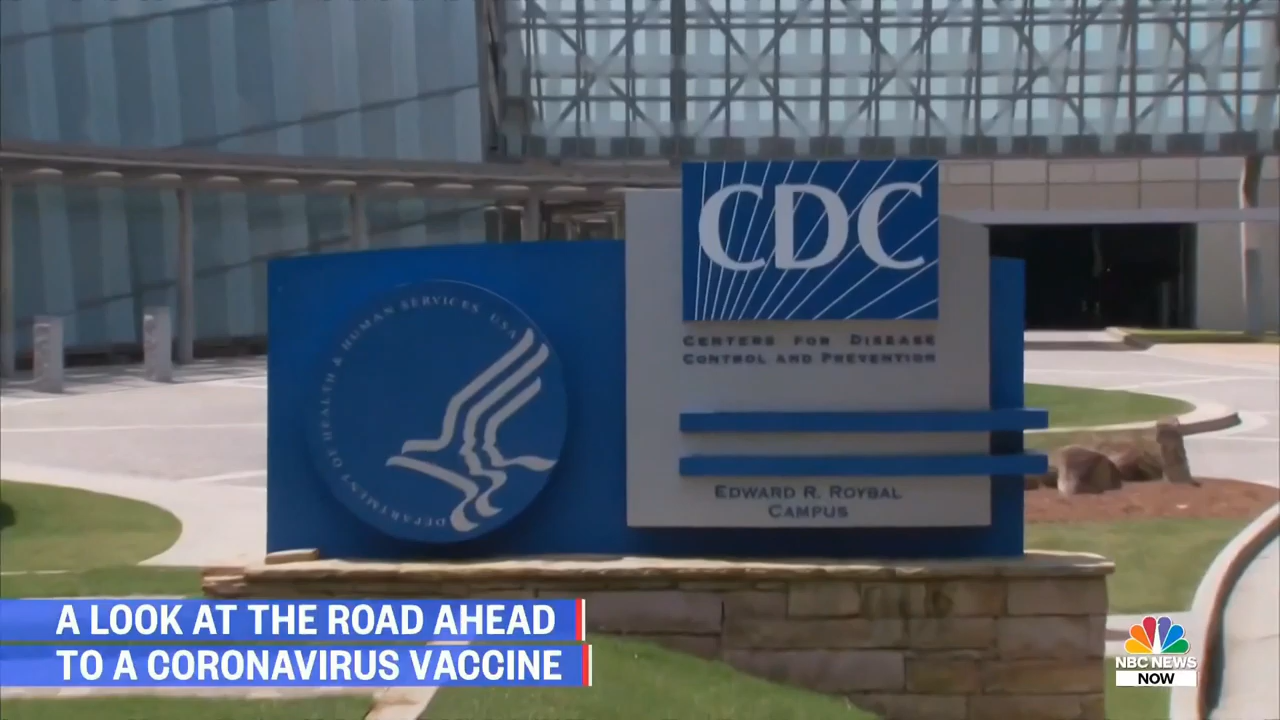 CDC
CENTERS FOR DISEASE
CONTROL AND PREVENTION
DEPARTMENT OF HEALTH & HUMAN SERVICES USA
EDWARD R. ROYBAL
CAMPUS
A LOOK AT THE ROAD AHEAD
TO A CORONAVIRUS VACCINE
NBC NEWS
NOW